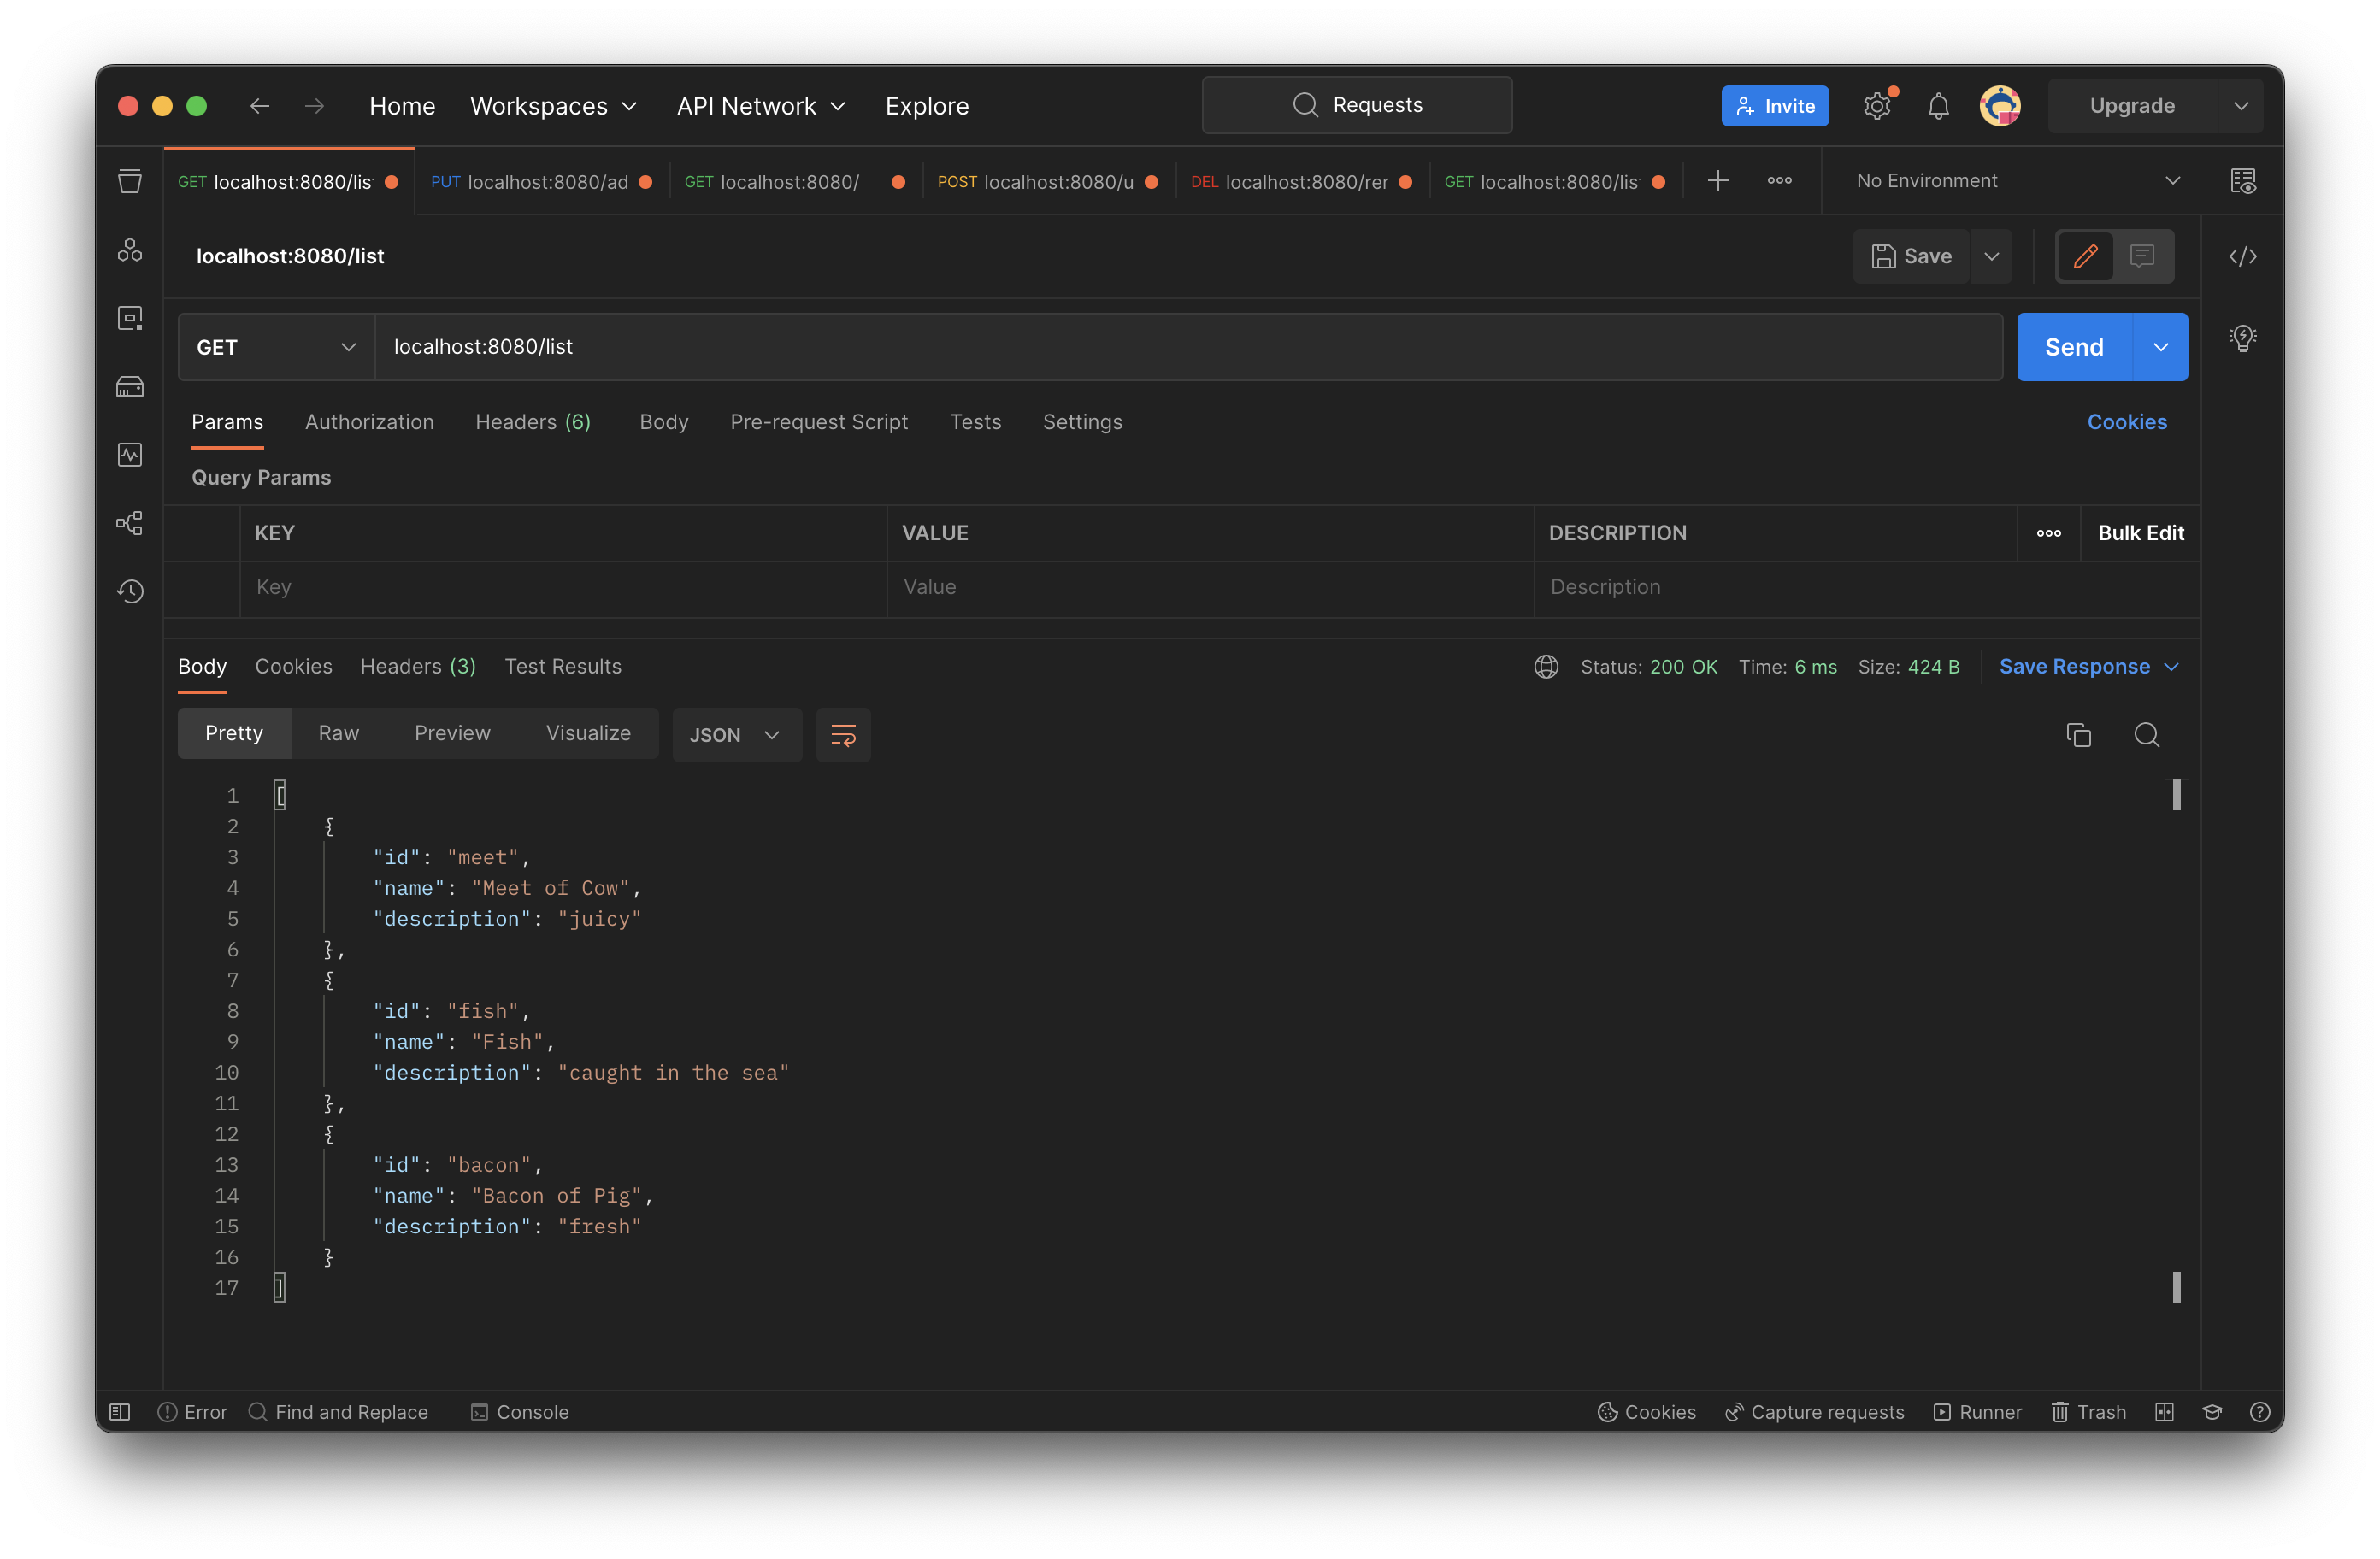 Home Workspaces API Network Explore Requests Invite Upgrade
GET localhost:8080/list PUT localhost:8080/ad GET localhost:8080/ POST localhost:8080/u DEL localhost:8080/rer GET localhost:8080/list No Environment
localhost:8080/list Save
GET localhost:8080/list Send
Params Authorization Headers (6) Body Pre-request Script Tests Settings Cookies
Query Params
KEY VALUE DESCRIPTION Bulk Edit
Key Value Description
Body Cookies Headers (3) Test Results Status: 200 OK Time: 6 ms Size: 424 B Save Response
Pretty Raw Preview Visualize JSON
1 [
2 {
3 "id": "meet",
4 "name": "Meet of Cow",
5 "description": "juicy"
6 },
7 {
8 "id": "fish",
9 "name": "Fish",
10 "description": "caught in the sea"
11 },
12 {
13 "id": "bacon",
14 "name": "Bacon of Pig",
15 "description": "fresh"
16 }
17 ]
Error Find and Replace Console Cookies Capture requests Runner Trash